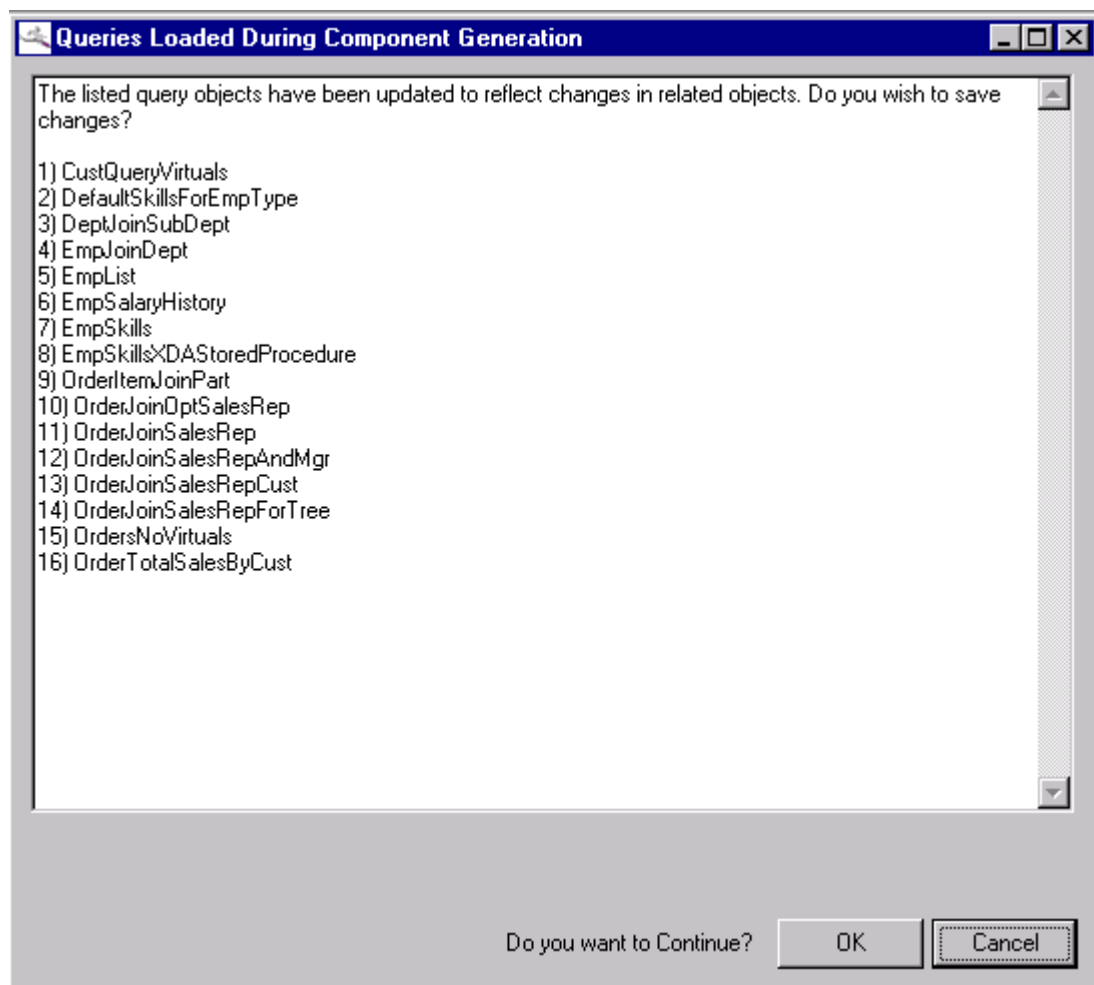 Queries Loaded During Component Generation
The listed query objects have been updated to reflect changes in related objects. Do you wish to save
changes?
1) CustQueryVirtuals
2) DefaultSkillsForEmpType
3) DeptJoinSubDept
4) EmpJoinDept
5) EmpList
6) EmpSalaryHistory
7) EmpSkills
8) EmpSkillsXDAStoredProcedure
9) OrderItemJoinPart
10) OrderJoinOptSalesRep
11) OrderJoinSalesRep
12) OrderJoinSalesRepAndMgr
13) OrderJoinSalesRepCust
14) OrderJoinSalesRepForTree
15) OrdersNoVirtuals
16) OrderTotalSalesByCust
Do you want to Continue? OK Cancel